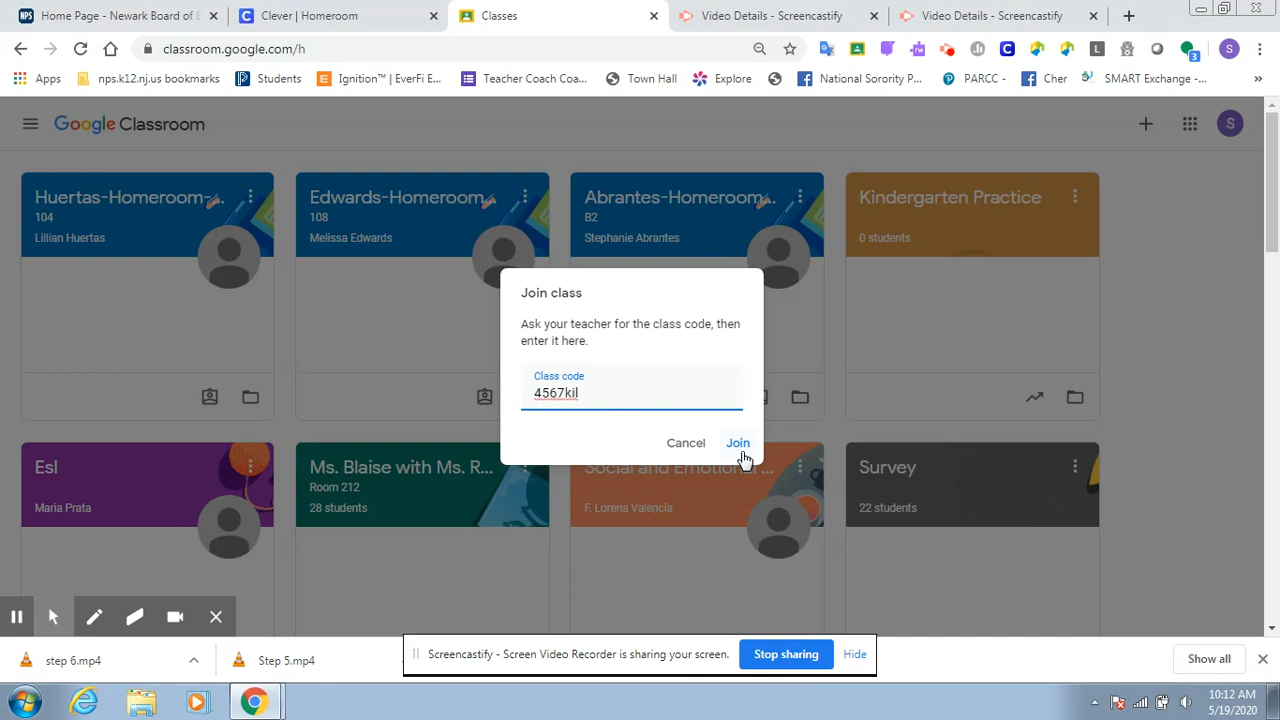 Home Page - Newark Board of
Clever | Homeroom
Classes
Video Details - Screencastify
Video Details - Screencastify
classroom.google.com/h
S
3
Apps
nps.k12.nj.us bookmarks
Students
Ignition™ | EverFi E...
Teacher Coach Coa...
Town Hall
Explore
National Sorority P...
PARCC -...
Cher
SMART Exchange -...
Google Classroom
S
Huertas-Homeroom-...
104
Lillian Huertas
Edwards-Homeroom...
108
Melissa Edwards
Abrantes-Homeroom...
B2
Stephanie Abrantes
Kindergarten Practice
0 students
Join class
Ask your teacher for the class code, then
enter it here.
Class code
4567kil
Cancel
Join
Esl
Maria Prata
Ms. Blaise with Ms. R...
Room 212
28 students
Social and Emotional ...
F. Lorena Valencia
Survey
22 students
Screencastify - Screen Video Recorder is sharing your screen.
Stop sharing
Hide
step 6.mp4
Step 5.mp4
Show all
10:12 AM
5/19/2020